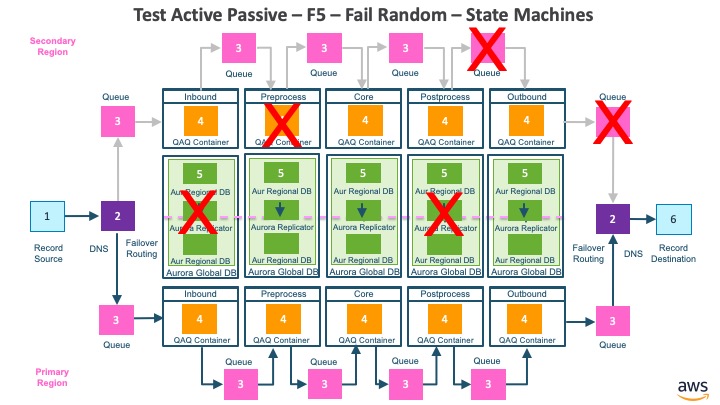 Test Active Passive – F5 – Fail Random – State Machines
Secondary
Region
3
3
3
Queue
Queue
Queue
Queue
Queue
3
Queue
Inbound
Preprocess
Core
Postprocess
Outbound
4
4
4
4
QAQ Container
QAQ Container
QAQ Container
QAQ Container
QAQ Container
Queue
5
5
5
5
5
Aur Regional DB
Aur Regional DB
Aur Regional DB
Aur Regional DB
Aur Regional DB
Aurora Replicator
Aurora Replicator
Aurora Replicator
Aurora Replicator
Aurora Replicator
Aur Regional DB
Aur Regional DB
Aur Regional DB
Aur Regional DB
Aur Regional DB
Aurora Global DB
Aurora Global DB
Aurora Global DB
Aurora Global DB
Aurora Global DB
1
Record
Source
DNS
2
Failover
Routing
2
Failover
Routing
DNS
6
Record
Destination
3
Queue
Inbound
Preprocess
Core
Postprocess
Outbound
4
4
4
4
4
QAQ Container
QAQ Container
QAQ Container
QAQ Container
QAQ Container
3
Queue
Queue
Queue
Queue
Queue
3
3
3
3
Primary
Region
aws